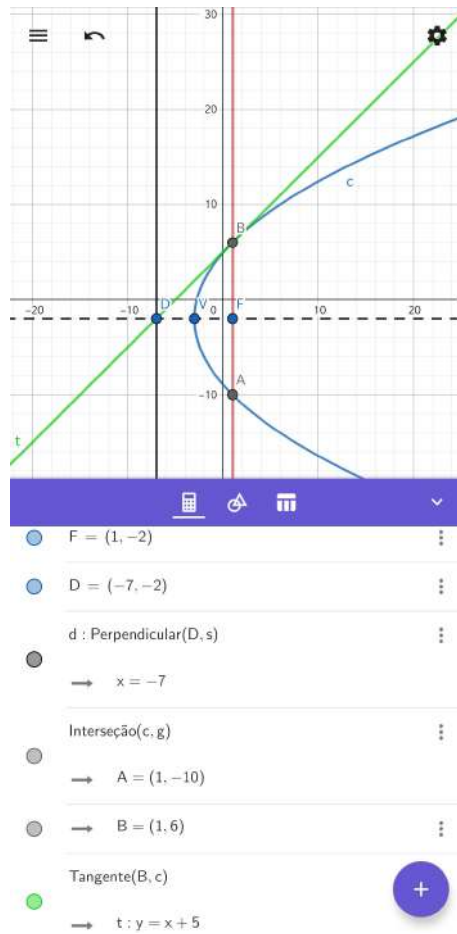 30
20
c
10
B
D V F
−20 −10 0 10 20
−10
A
t
F = (1, −2)
D = (−7, −2)
d : Perpendicular(D, s)
→ x = −7
Interseção(c, g)
→ A = (1, −10)
→ B = (1, 6)
Tangente(B, c)
+
→ t : y = x + 5